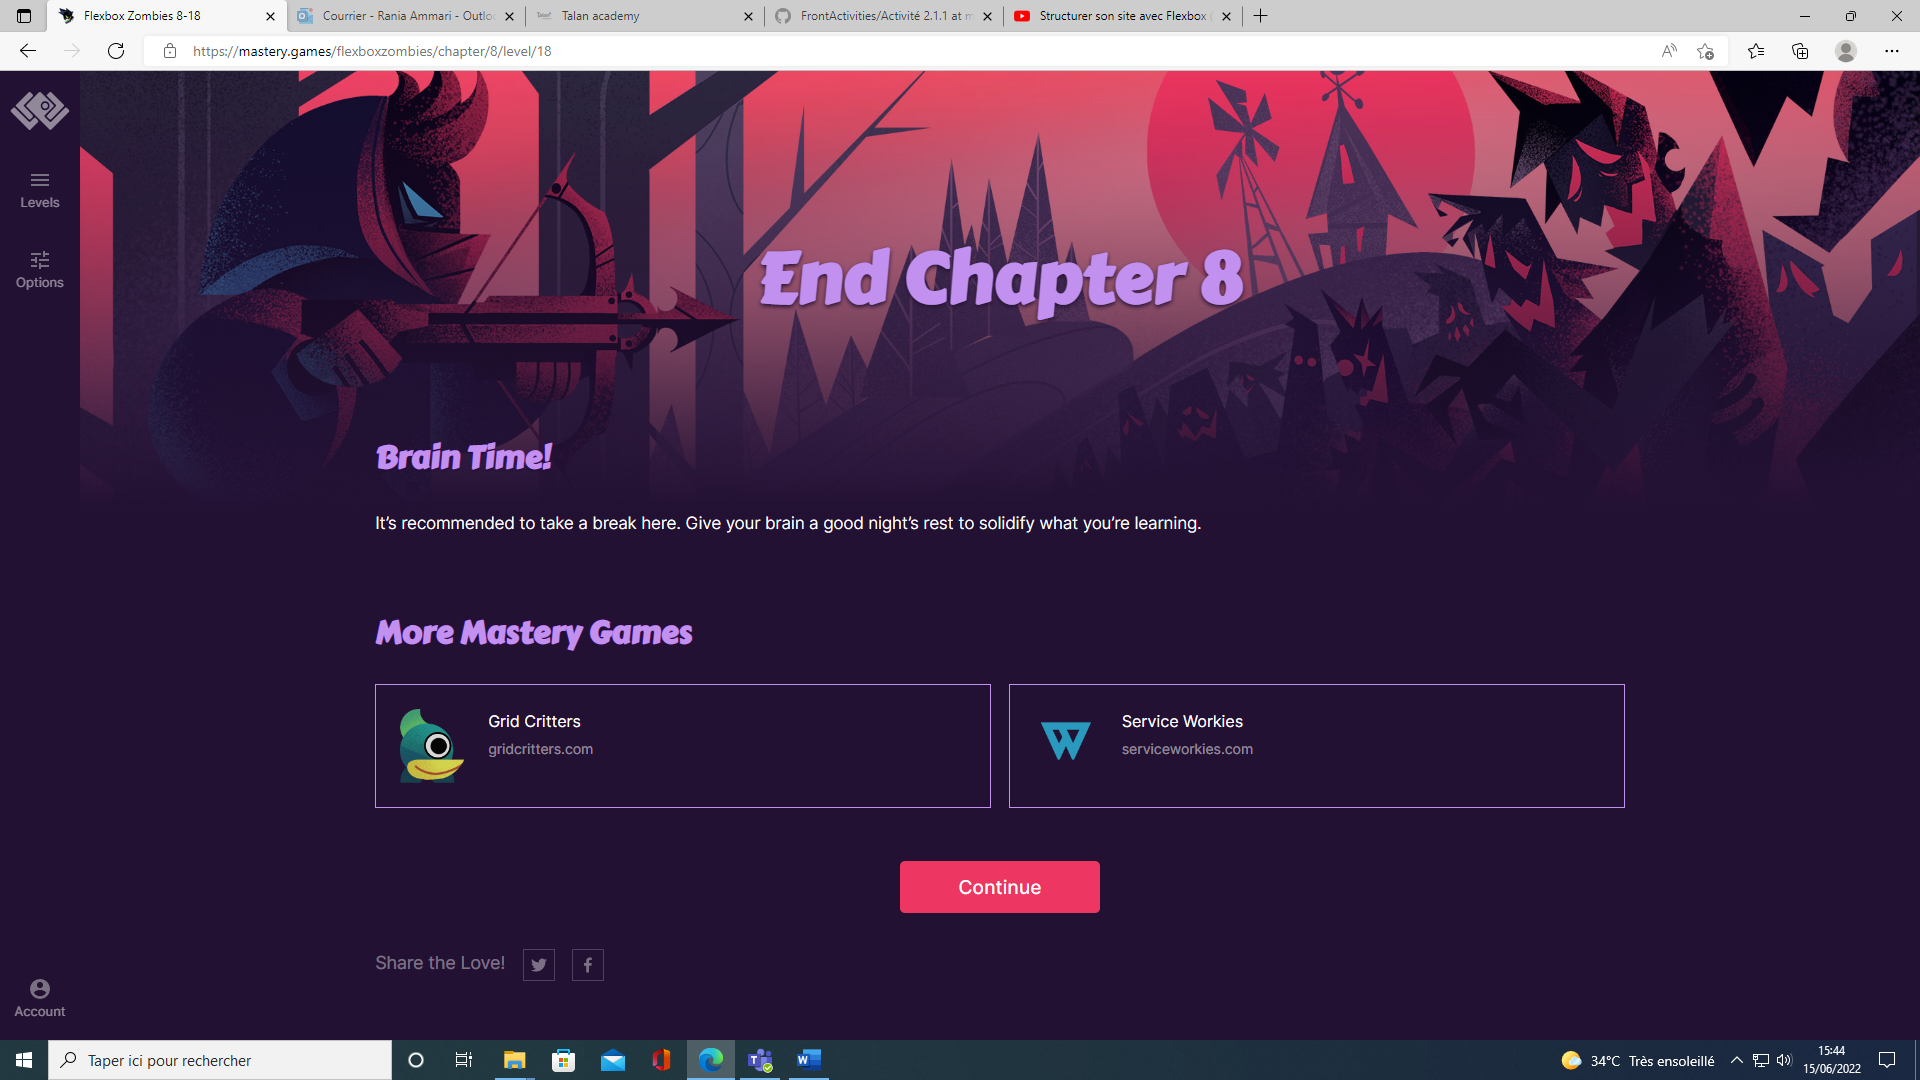 Flexbox Zombies 8-18
Courrier - Rania Ammari - Outlo
Talan academy
FrontActivities/Activité 2.1.1 at m
Structurer son site avec Flexbox (
https://mastery.games/flexboxzombies/chapter/8/level/18
Levels
Options
End Chapter 8
Brain Time!
It’s recommended to take a break here. Give your brain a good night’s rest to solidify what you’re learning.
More Mastery Games
Grid Critters
gridcritters.com
Service Workies
serviceworkies.com
Continue
Share the Love!
Account
Taper ici pour rechercher
34°C Très ensoleillé
15:44
15/06/2022